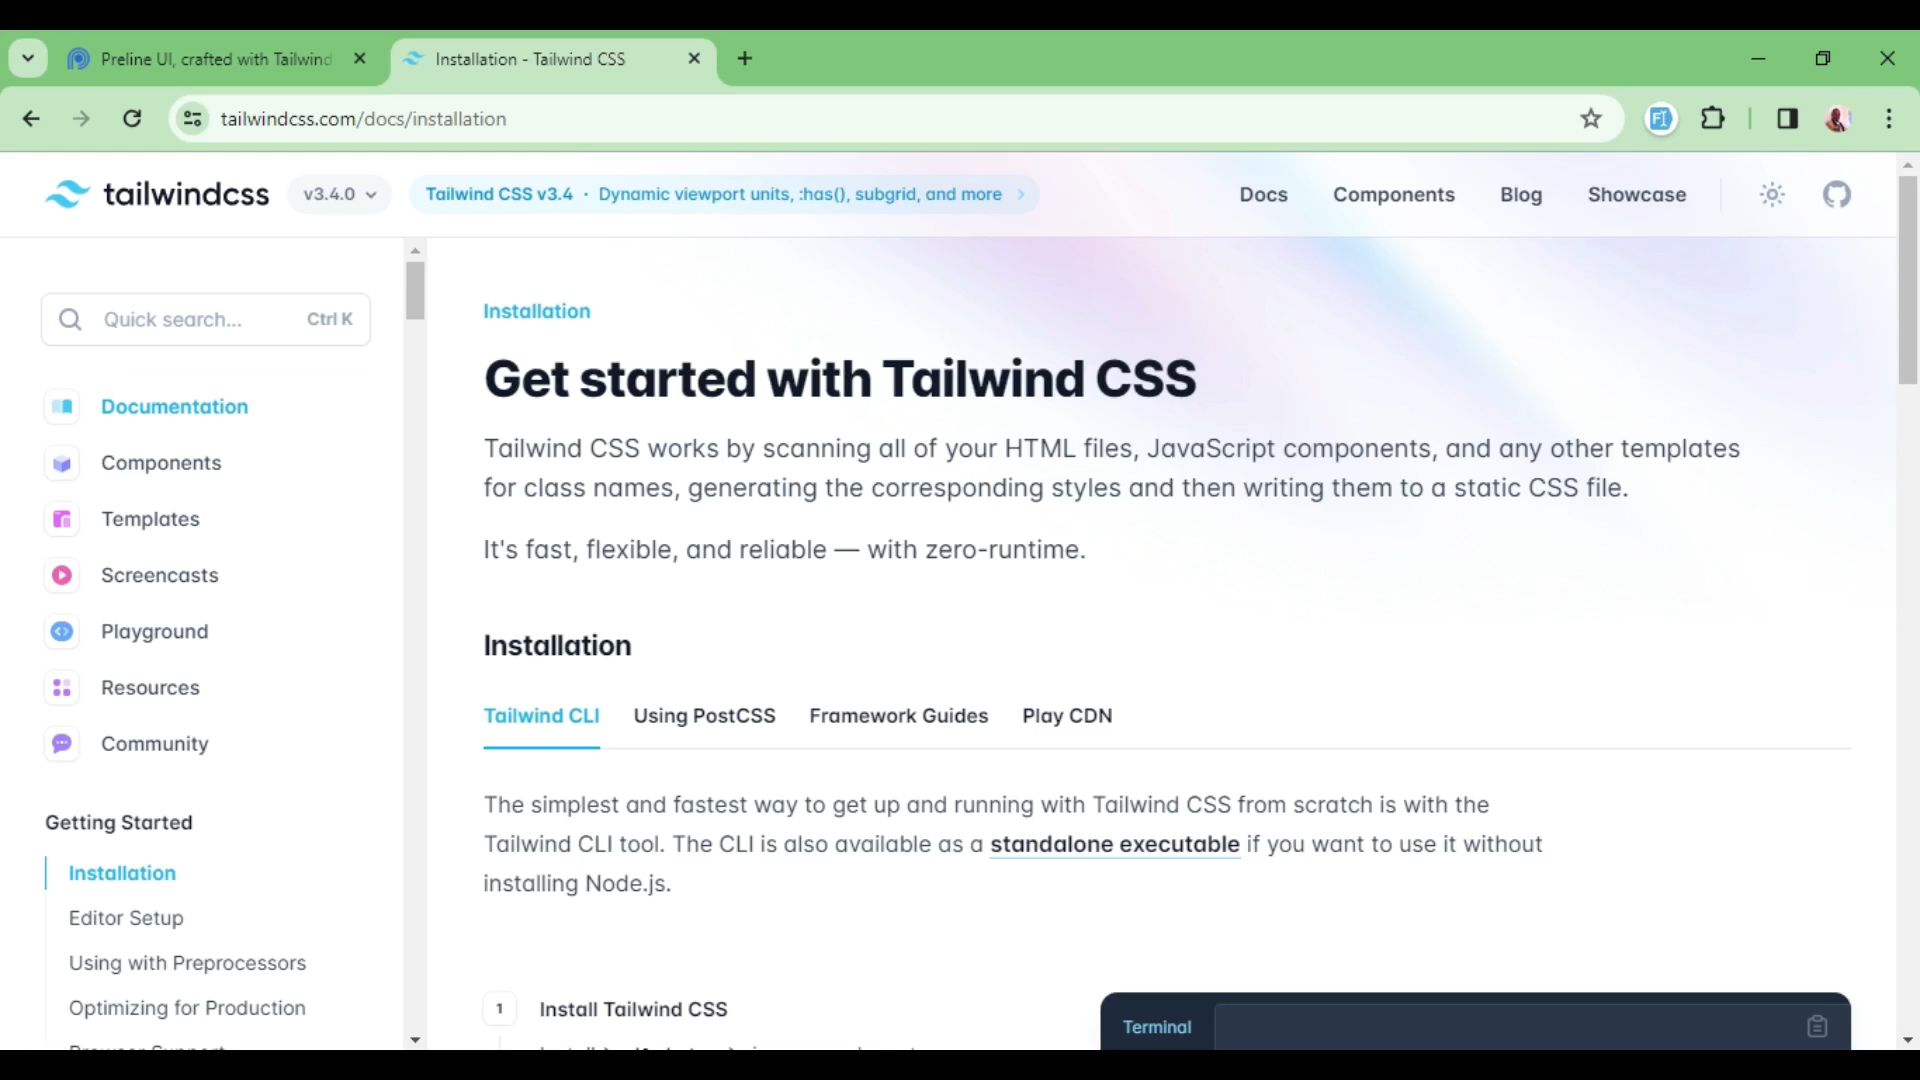 Preline UI, crafted with Tailwind
Installation - Tailwind CSS
tailwindcss.com/docs/installation
tailwindcss
v3.4.0
Tailwind CSS v3.4 · Dynamic viewport units, :has(), subgrid, and more
Docs
Components
Blog
Showcase
Quick search...
Ctrl K
Documentation
Components
Templates
Screencasts
Playground
Resources
Community
Getting Started
Installation
Editor Setup
Using with Preprocessors
Optimizing for Production
Installation
Get started with Tailwind CSS
Tailwind CSS works by scanning all of your HTML files, JavaScript components, and any other templates
for class names, generating the corresponding styles and then writing them to a static CSS file.
It's fast, flexible, and reliable — with zero-runtime.
Installation
Tailwind CLI
Using PostCSS
Framework Guides
Play CDN
The simplest and fastest way to get up and running with Tailwind CSS from scratch is with the
Tailwind CLI tool. The CLI is also available as a standalone executable if you want to use it without
installing Node.js.
1
Install Tailwind CSS
Terminal